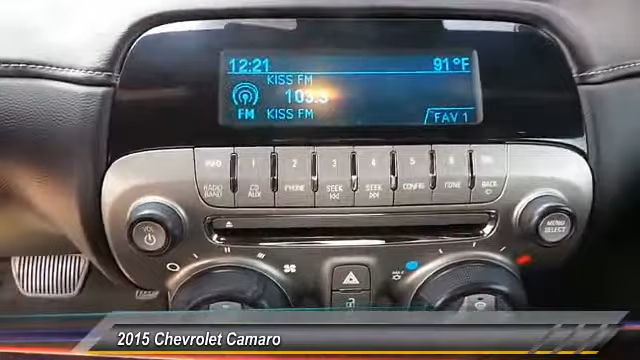 12:21 91°F
KISS FM
103.3
FM KISS FM FAV 1
INFO 1 2 3 4 5 6
RADIO BAND AUX PHONE SEEK SEEK CONFIG TONE BACK
VOL
MENU SELECT
2015 Chevrolet Camaro